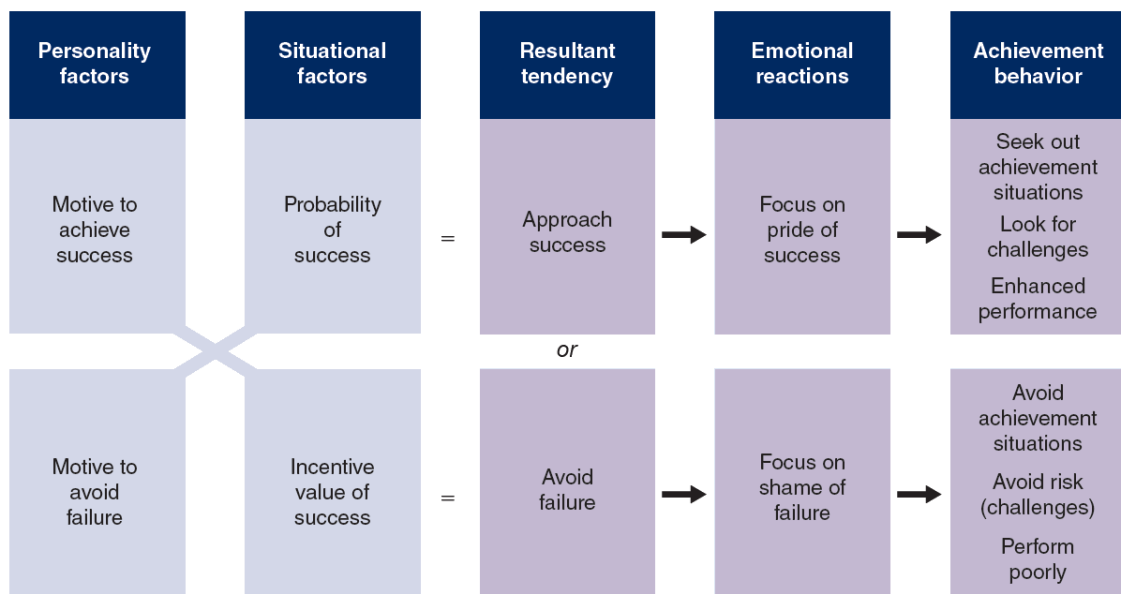 Personality
factors
Situational
factors
Resultant
tendency
Emotional
reactions
Achievement
behavior
Motive to
achieve
success
Probability
of
success
=
Approach
success
Focus on
pride of
success
Seek out
achievement
situations
Look for
challenges
Enhanced
performance
or
Motive to
avoid
failure
Incentive
value of
success
=
Avoid
failure
Focus on
shame of
failure
Avoid
achievement
situations
Avoid risk
(challenges)
Perform
poorly